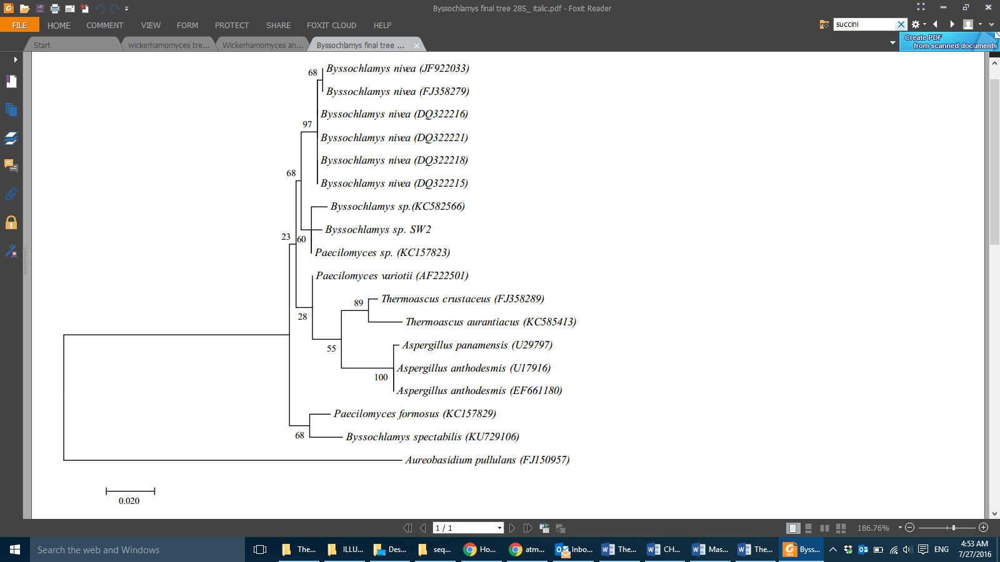 Byssochlamys final tree 28S_ italic.pdf - Foxit Reader
FILE HOME COMMENT VIEW FORM PROTECT SHARE FOXIT CLOUD HELP
succini
Start
wickerhamomyces tre...
Wickerhamomyces an...
Byssochlamys final tree ...
Create PDF
from scanned documents
68
Byssochlamys nivea (JF922033)
Byssochlamys nivea (FJ358279)
Byssochlamys nivea (DQ322216)
97
Byssochlamys nivea (DQ322221)
Byssochlamys nivea (DQ322218)
68
Byssochlamys nivea (DQ322215)
Byssochlamys sp.(KC582566)
Byssochlamys sp. SW2
23
60
Paecilomyces sp. (KC157823)
Paecilomyces variotii (AF222501)
Thermoascus crustaceus (FJ358289)
89
28
Thermoascus aurantiacus (KC585413)
Aspergillus panamensis (U29797)
55
Aspergillus anthodesmis (U17916)
100
Aspergillus anthodesmis (EF661180)
Paecilomyces formosus (KC157829)
68
Byssochlamys spectabilis (KU729106)
Aureobasidium pullulans (FJ150957)
0.020
1 / 1
186.76%
Search the web and Windows
The...
ILLU...
Des...
seq...
Ho...
atm...
Inbo...
The...
CH...
Mas...
The...
Byss...
ENG
4:53 AM
7/27/2016